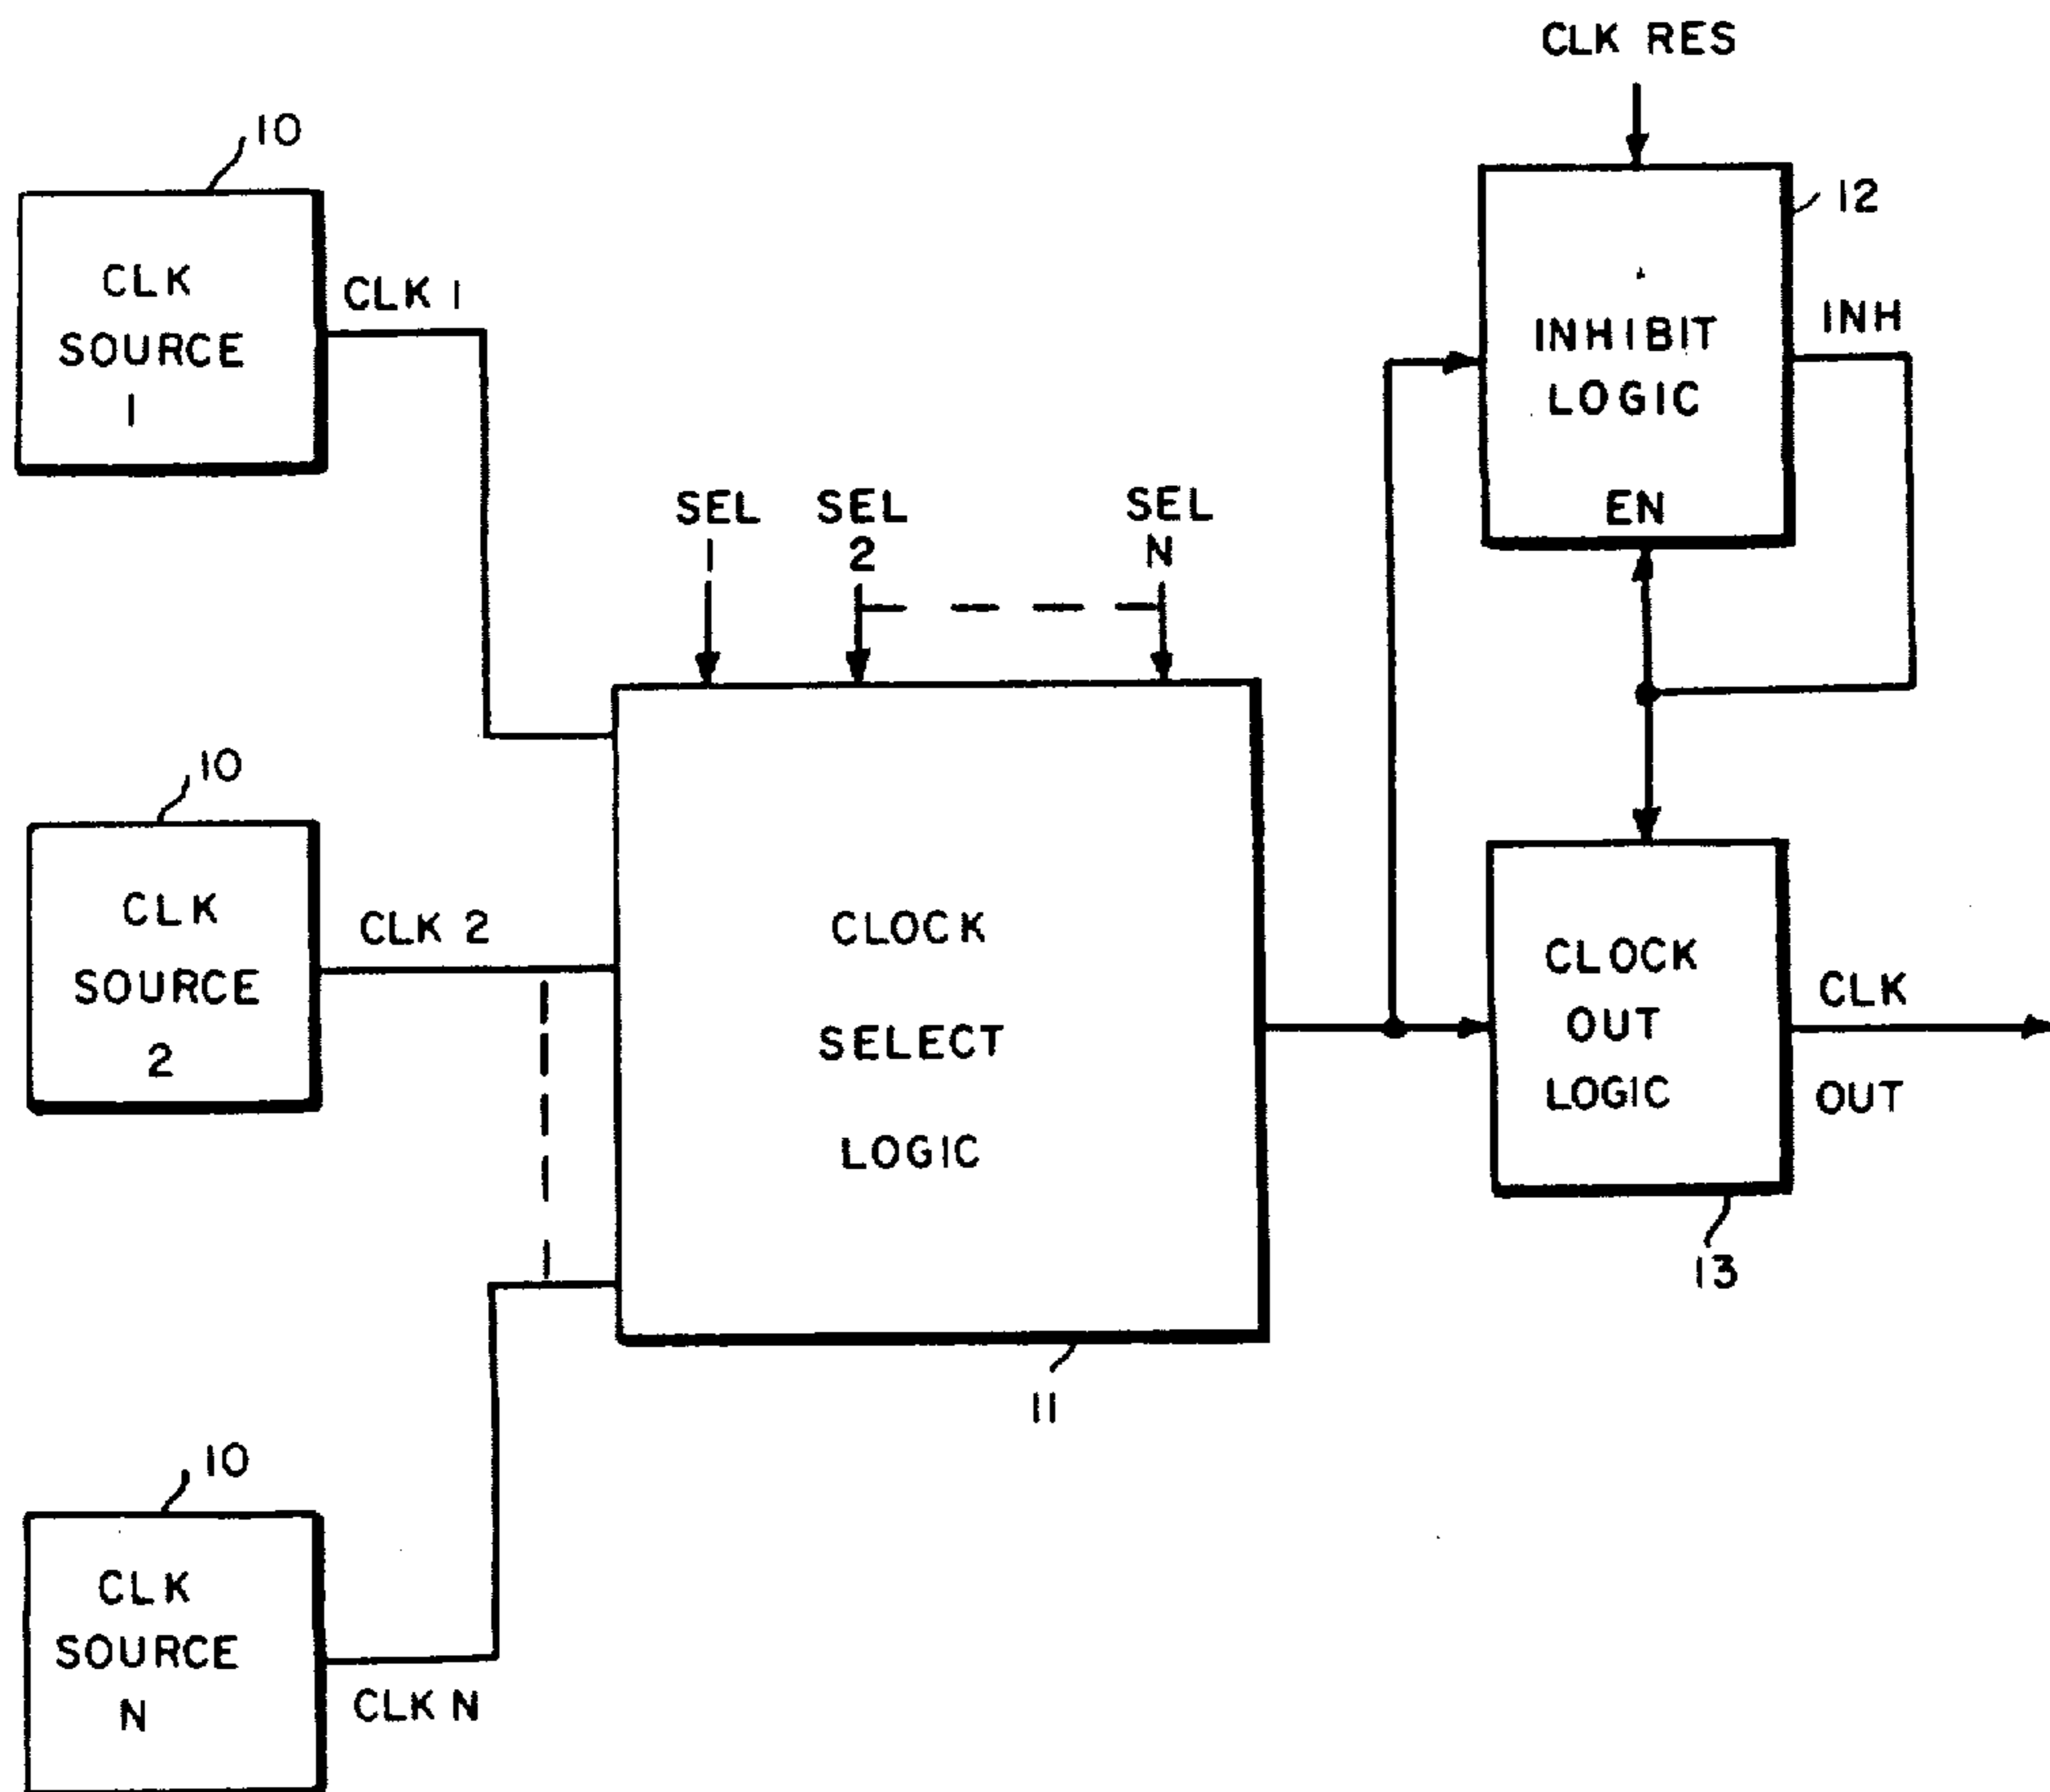 CLK RES
10
12
CLK
SOURCE
1
CLK 1
INHIBIT
LOGIC
EN
INH
SEL
1
SEL
2
SEL
N
10
CLK
SOURCE
2
CLK 2
CLOCK
SELECT
LOGIC
11
CLOCK
OUT
LOGIC
CLK
OUT
13
10
CLK
SOURCE
N
CLK N